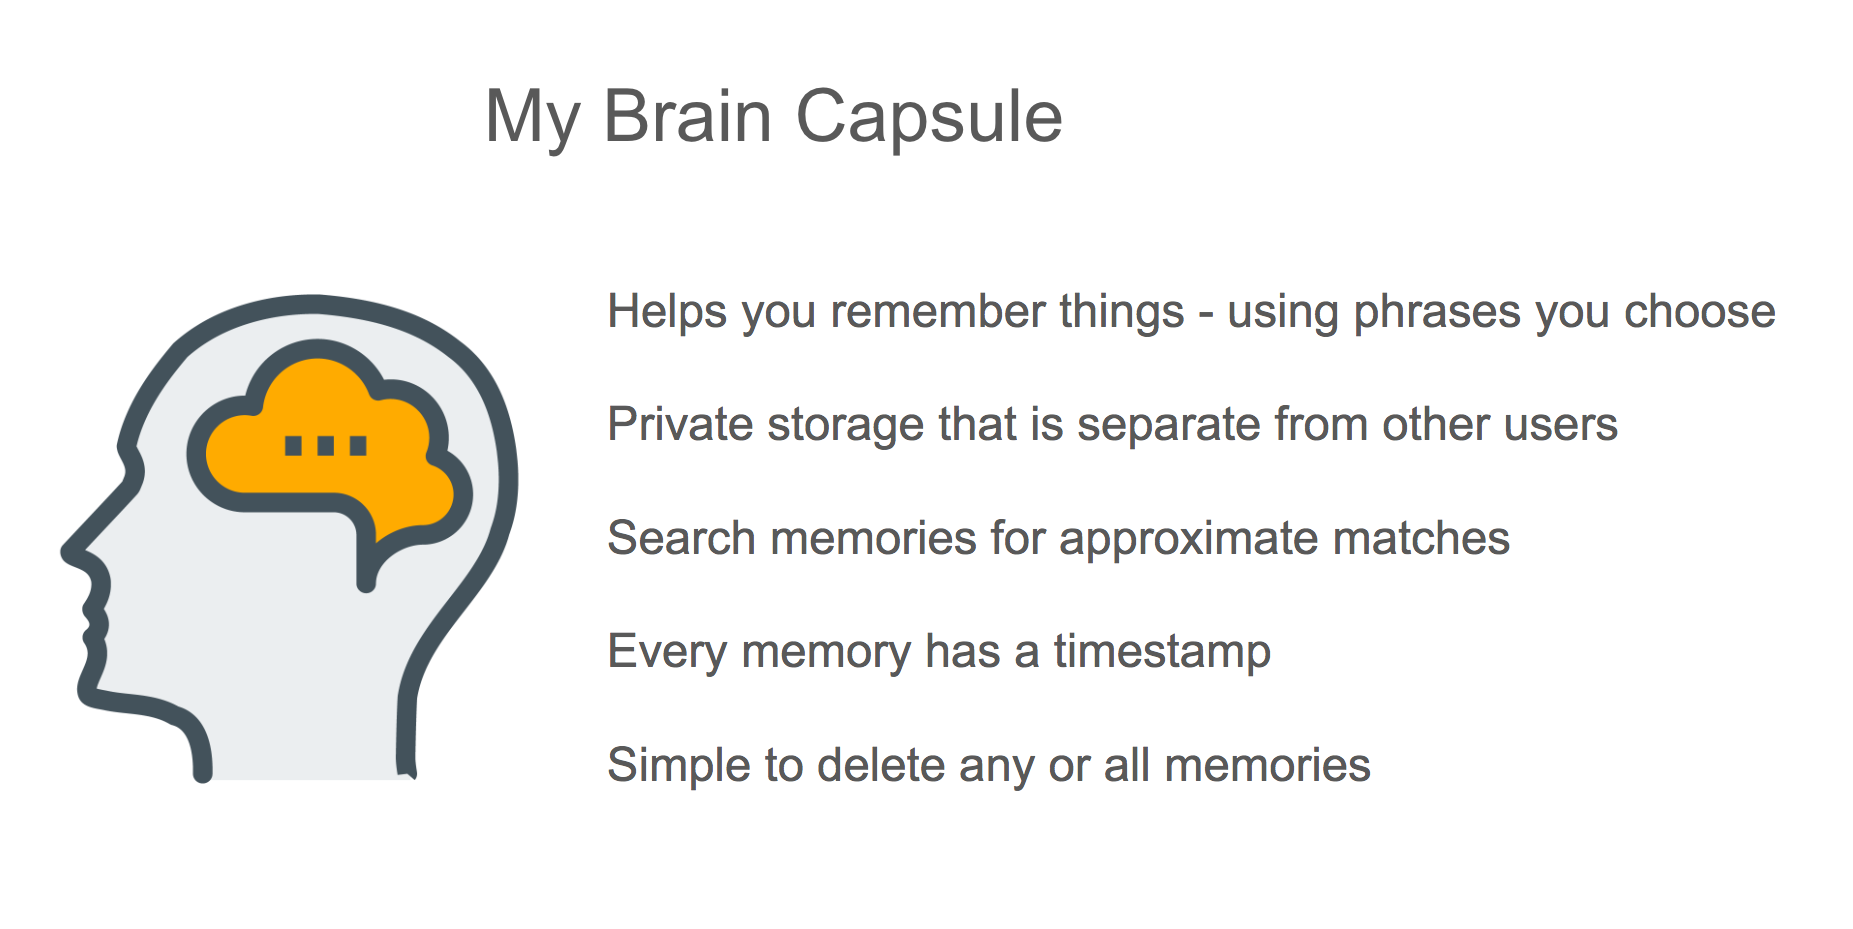 My Brain Capsule
Helps you remember things - using phrases you choose
Private storage that is separate from other users
Search memories for approximate matches
Every memory has a timestamp
Simple to delete any or all memories